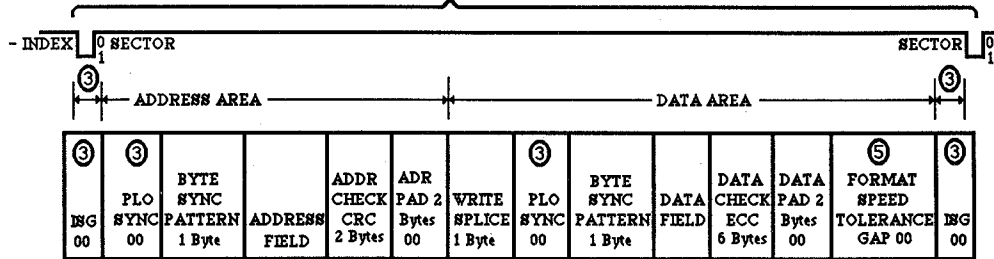 - INDEX 0 SECTOR SECTOR 0
1 1
③ ③
ADDRESS AREA DATA AREA
③ ISG 00
③ PLO SYNC 00
BYTE SYNC PATTERN 1 Byte
ADDRESS FIELD
ADDR CHECK CRC 2 Bytes
ADR PAD 2 Bytes 00
WRITE SPLICE 1 Byte
③ PLO SYNC 00
BYTE SYNC PATTERN 1 Byte
DATA FIELD
DATA CHECK ECC 6 Bytes
DATA PAD 2 Bytes 00
⑤ FORMAT SPEED TOLERANCE GAP 00
③ ISG 00